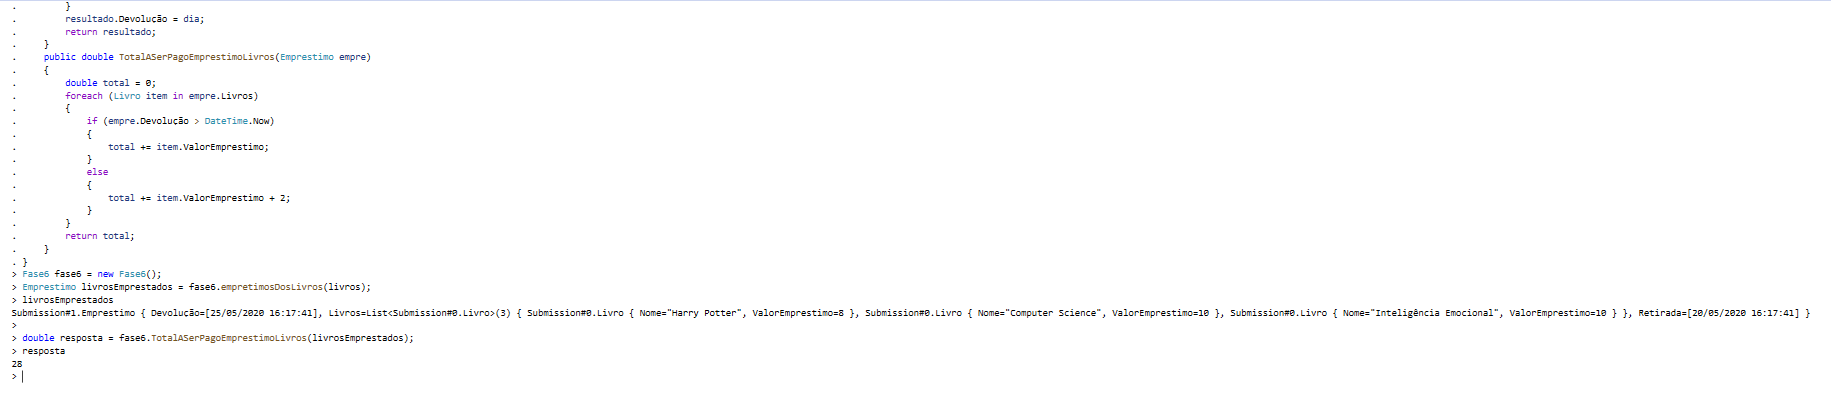 .         }
.         resultado.Devolução = dia;
.         return resultado;
.     }
.     public double TotalASerPagoEmprestimoLivros(Emprestimo empre)
.     {
.         double total = 0;
.         foreach (Livro item in empre.Livros)
.         {
.             if (empre.Devolução > DateTime.Now)
.             {
.                 total += item.ValorEmprestimo;
.             }
.             else
.             {
.                 total += item.ValorEmprestimo + 2;
.             }
.         }
.         return total;
.     }
. }
> Fase6 fase6 = new Fase6();
> Emprestimo livrosEmprestados = fase6.empretimosDosLivros(livros);
> livrosEmprestados
Submission#1.Emprestimo { Devolução=[25/05/2020 16:17:41], Livros=List<Submission#0.Livro>(3) { Submission#0.Livro { Nome="Harry Potter", ValorEmprestimo=8 }, Submission#0.Livro { Nome="Computer Science", ValorEmprestimo=10 }, Submission#0.Livro { Nome="Inteligência Emocional", ValorEmprestimo=10 } }, Retirada=[20/05/2020 16:17:41] }
>
> double resposta = fase6.TotalASerPagoEmprestimoLivros(livrosEmprestados);
> resposta
28
>